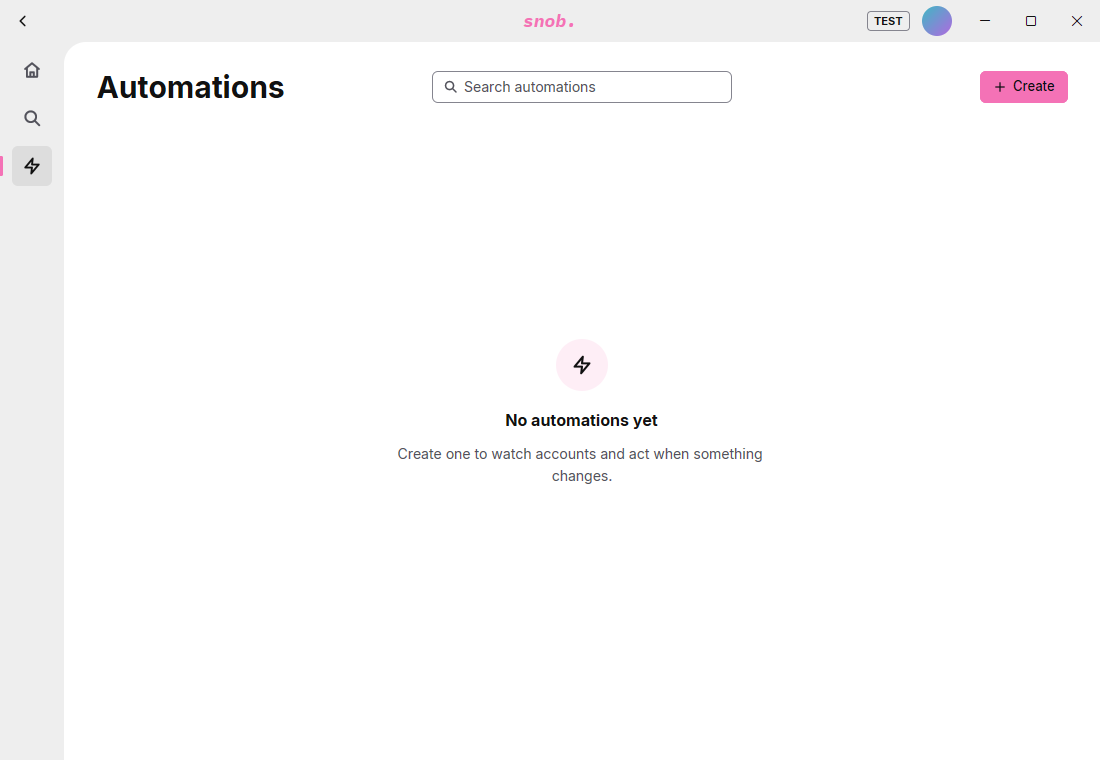 snob.
TEST
Automations
Search automations
Create
No automations yet
Create one to watch accounts and act when something
changes.